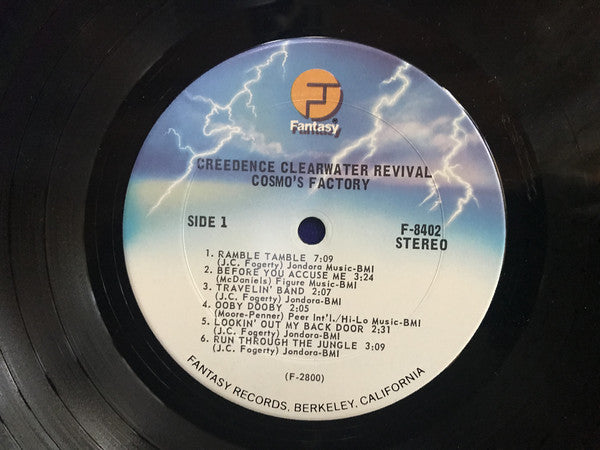 Fantasy
CREEDENCE CLEARWATER REVIVAL
COSMO'S FACTORY
SIDE 1
F-8402
STEREO
1. RAMBLE TAMBLE 7:09
(J.C. Fogerty) Jondora Music-BMI
2. BEFORE YOU ACCUSE ME 3:24
(McDaniels) Figure Music-BMI
3. TRAVELIN' BAND 2:07
(J.C. Fogerty) Jondora-BMI
4. OOBY DOOBY 2:05
(Moore-Penner) Peer Int'l./Hi-Lo Music-BMI
5. LOOKIN' OUT MY BACK DOOR 2:31
(J.C. Fogerty) Jondora-BMI
6. RUN THROUGH THE JUNGLE 3:09
(J.C. Fogerty) Jondora-BMI
(F-2800)
FANTASY RECORDS, BERKELEY, CALIFORNIA